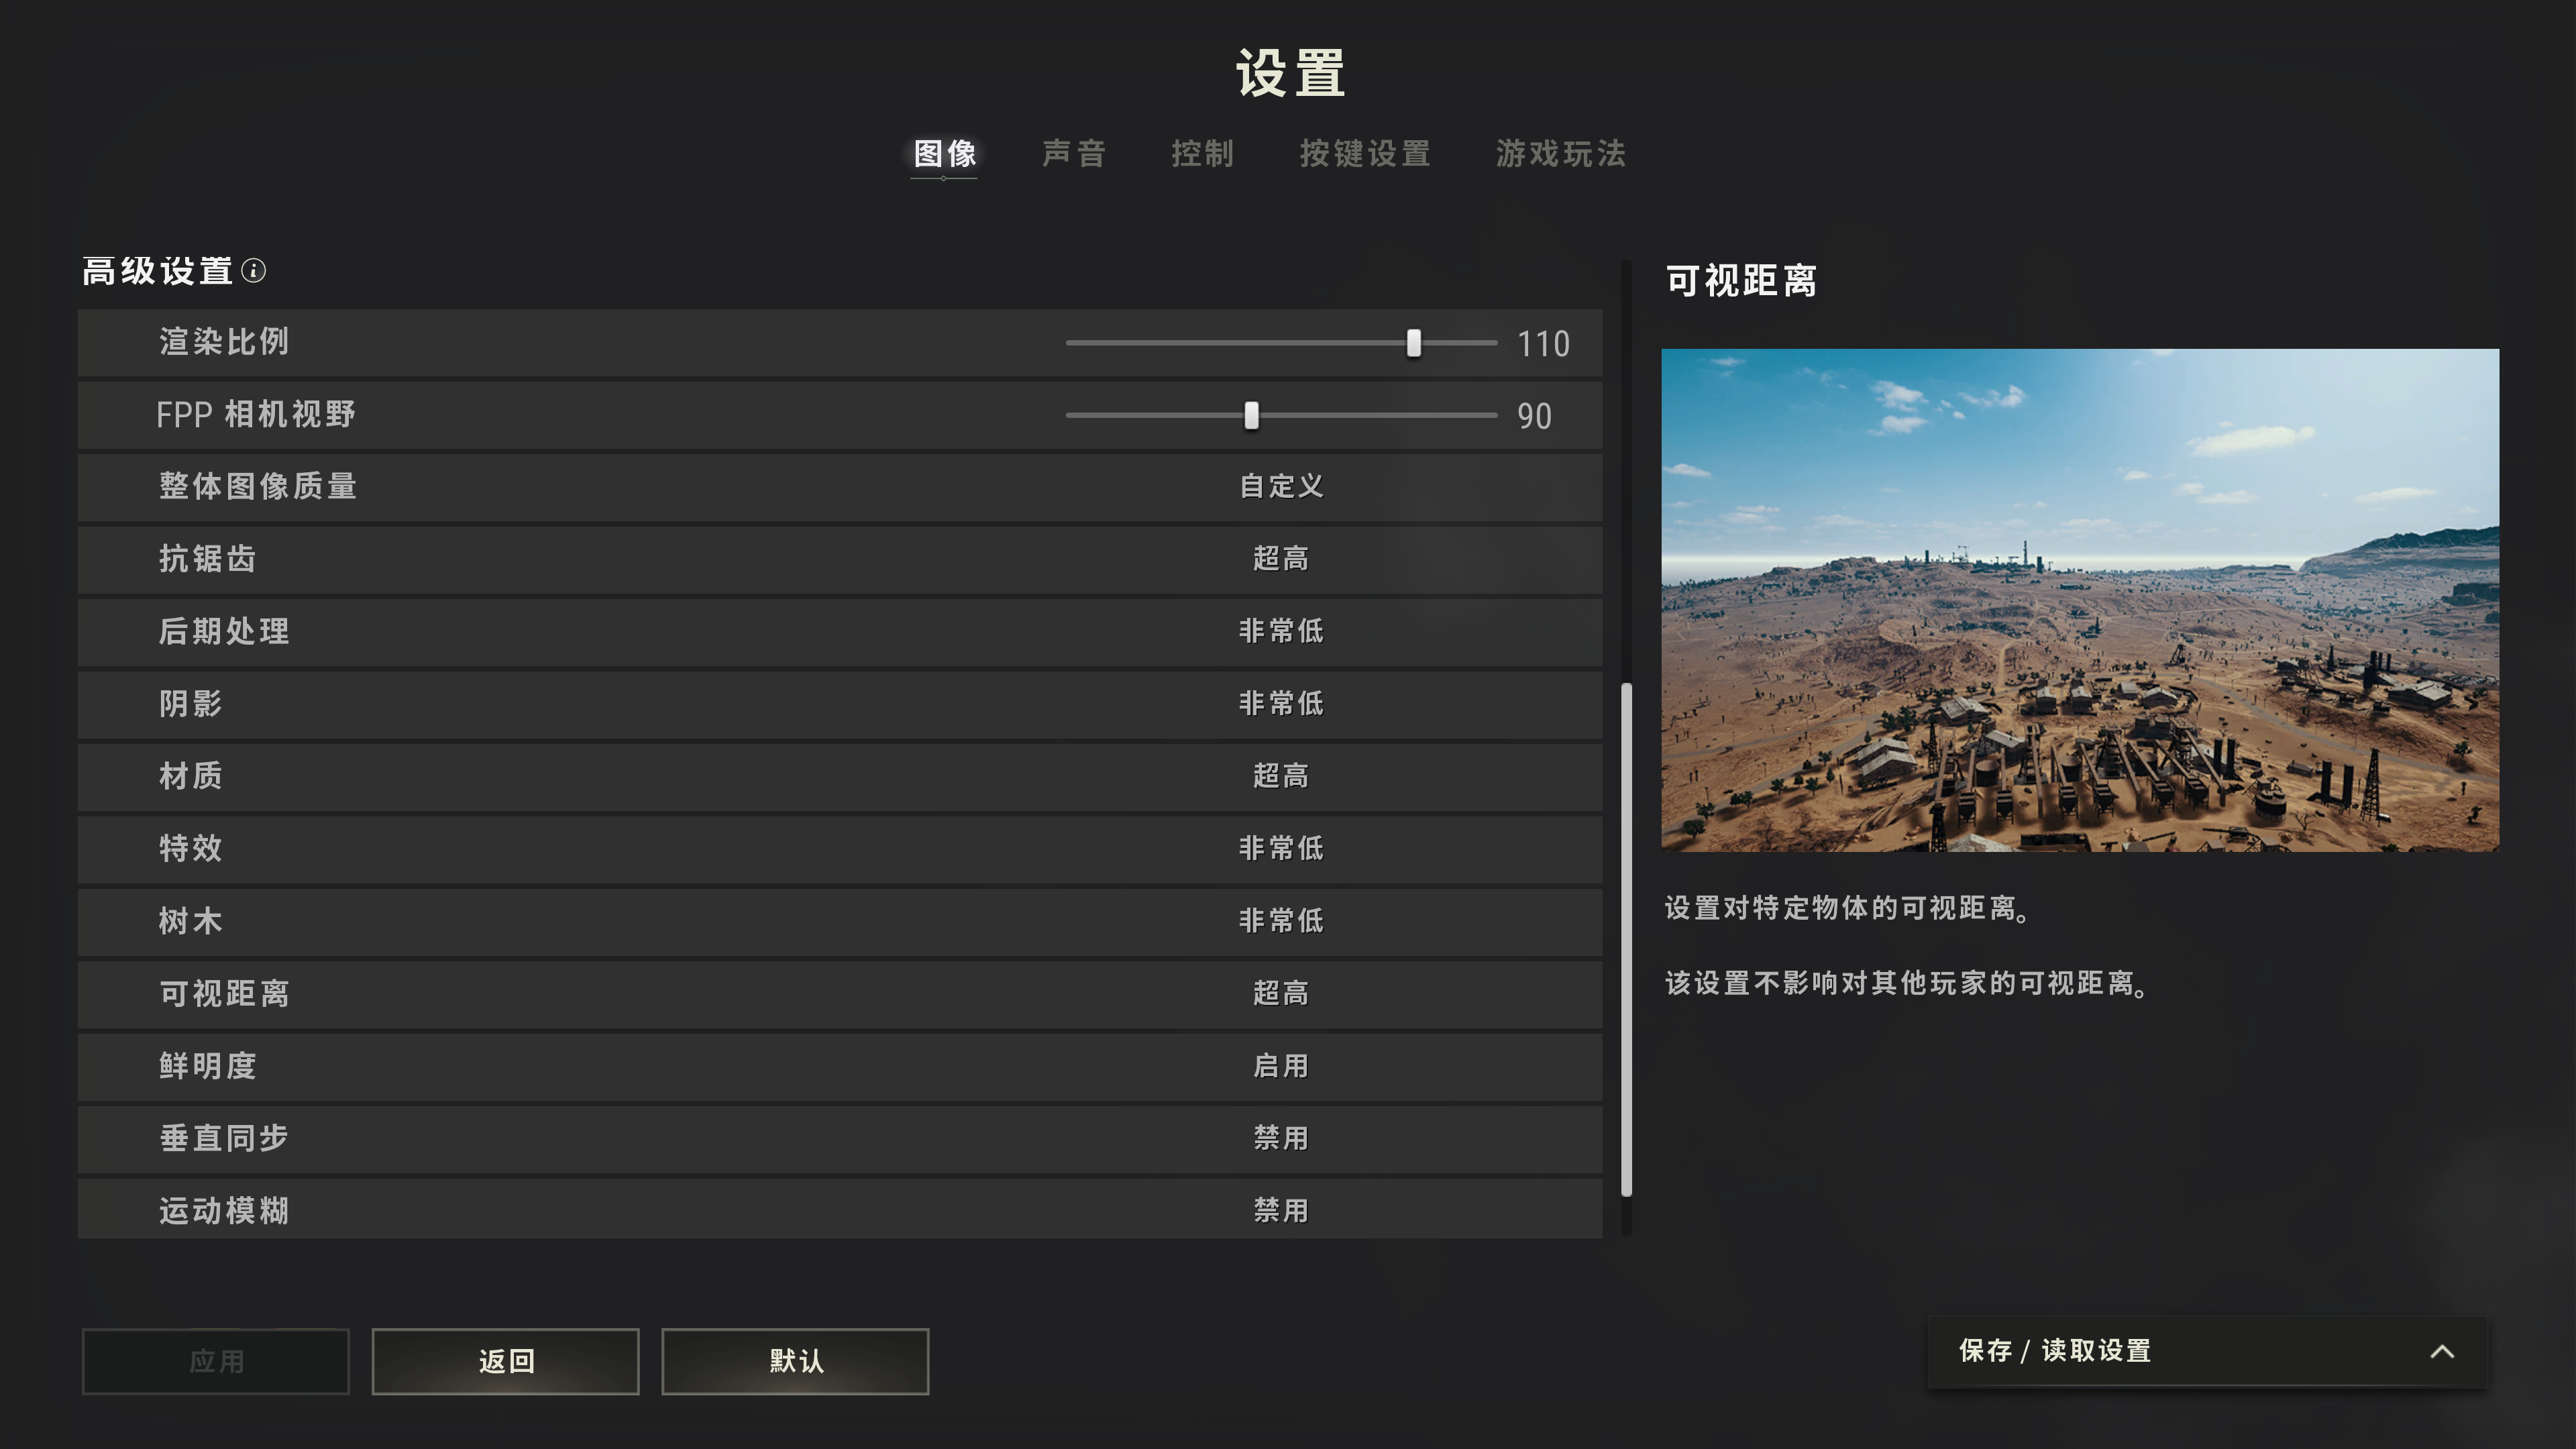 设置
图像 声音 控制 按键设置 游戏玩法
高级设置
渲染比例 110
FPP 相机视野 90
整体图像质量 自定义
抗锯齿 超高
后期处理 非常低
阴影 非常低
材质 超高
特效 非常低
树木 非常低
可视距离 超高
鲜明度 启用
垂直同步 禁用
运动模糊 禁用
可视距离
设置对特定物体的可视距离。
该设置不影响对其他玩家的可视距离。
应用 返回 默认
保存 / 读取设置